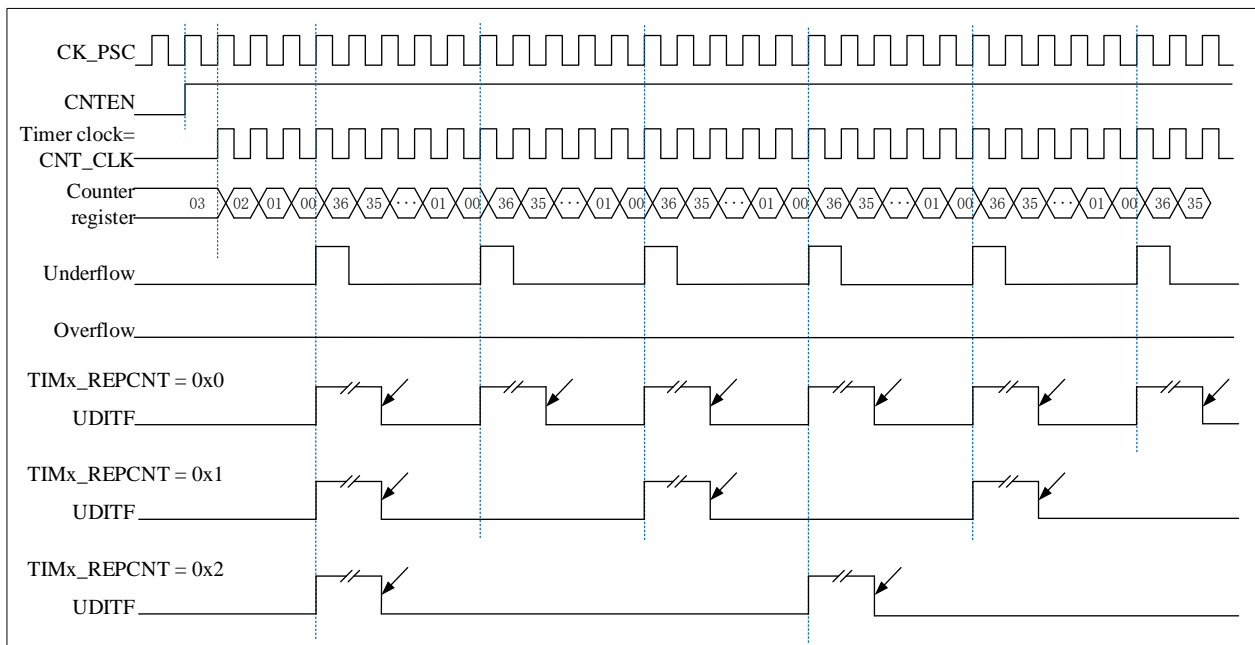 CK_PSC
CNTEN
Timer clock=
CNT_CLK
Counter
register
03 02 01 00 36 35 ··· 01 00 36 35 ··· 01 00 36 35 ··· 01 00 36 35 ··· 01 00 36 35 ··· 01 00 36 35
Underflow
Overflow
TIMx_REPCNT = 0x0
UDITF
TIMx_REPCNT = 0x1
UDITF
TIMx_REPCNT = 0x2
UDITF